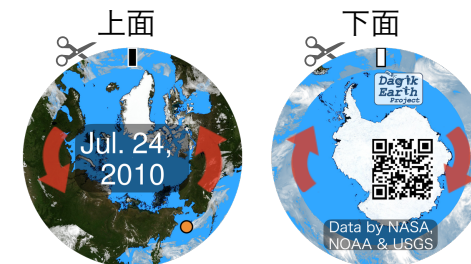 上面
下面
Jul. 24,
2010
Dagik
Earth
Project
Data by NASA,
NOAA & USGS